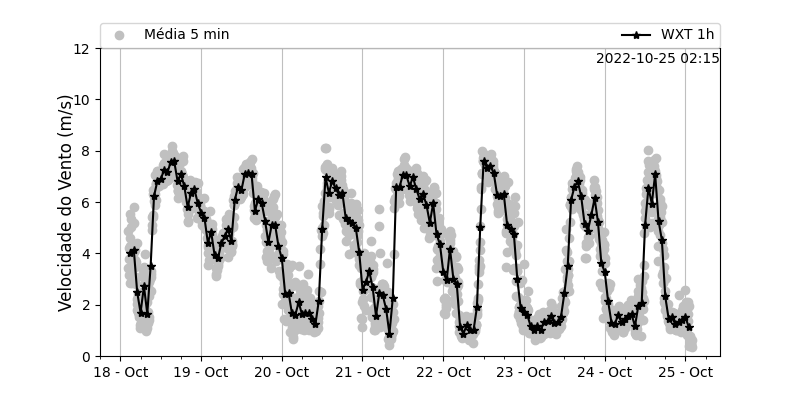 Média 5 min
WXT 1h
2022-10-25 02:15
Velocidade do Vento (m/s)
12
10
8
6
4
2
0
18 - Oct
19 - Oct
20 - Oct
21 - Oct
22 - Oct
23 - Oct
24 - Oct
25 - Oct